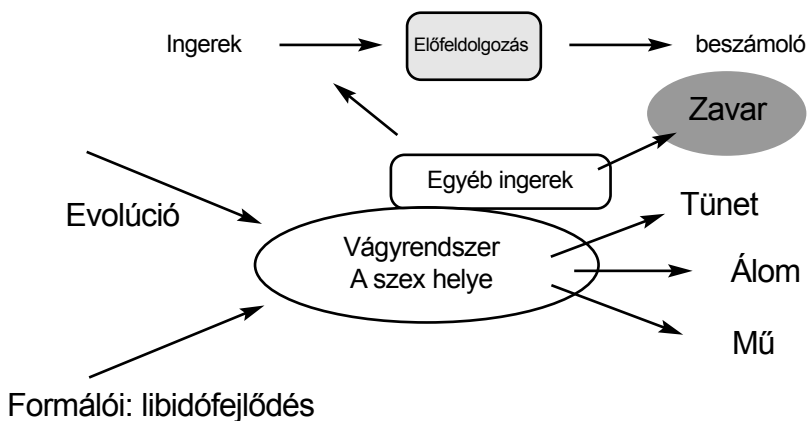 Ingerek
Előfeldolgozás
beszámoló
Zavar
Egyéb ingerek
Evolúció
Tünet
Vágyrendszer
A szex helye
Álom
Mű
Formálói: libidófejlődés